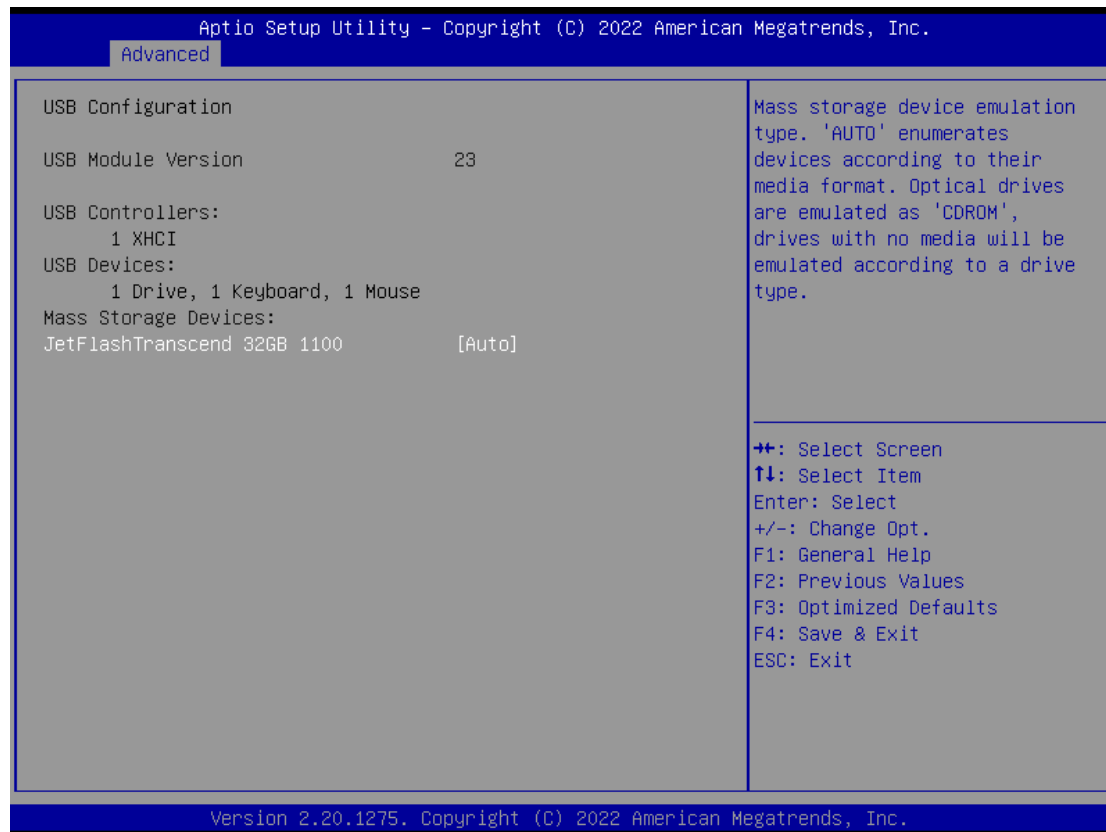 Aptio Setup Utility – Copyright (C) 2022 American Megatrends, Inc.
Advanced
USB Configuration
USB Module Version 23
USB Controllers:
1 XHCI
USB Devices:
1 Drive, 1 Keyboard, 1 Mouse
Mass Storage Devices:
JetFlashTranscend 32GB 1100 [Auto]
Mass storage device emulation
type. 'AUTO' enumerates
devices according to their
media format. Optical drives
are emulated as 'CDROM',
drives with no media will be
emulated according to a drive
type.
→←: Select Screen
↑↓: Select Item
Enter: Select
+/-: Change Opt.
F1: General Help
F2: Previous Values
F3: Optimized Defaults
F4: Save & Exit
ESC: Exit
Version 2.20.1275. Copyright (C) 2022 American Megatrends, Inc.